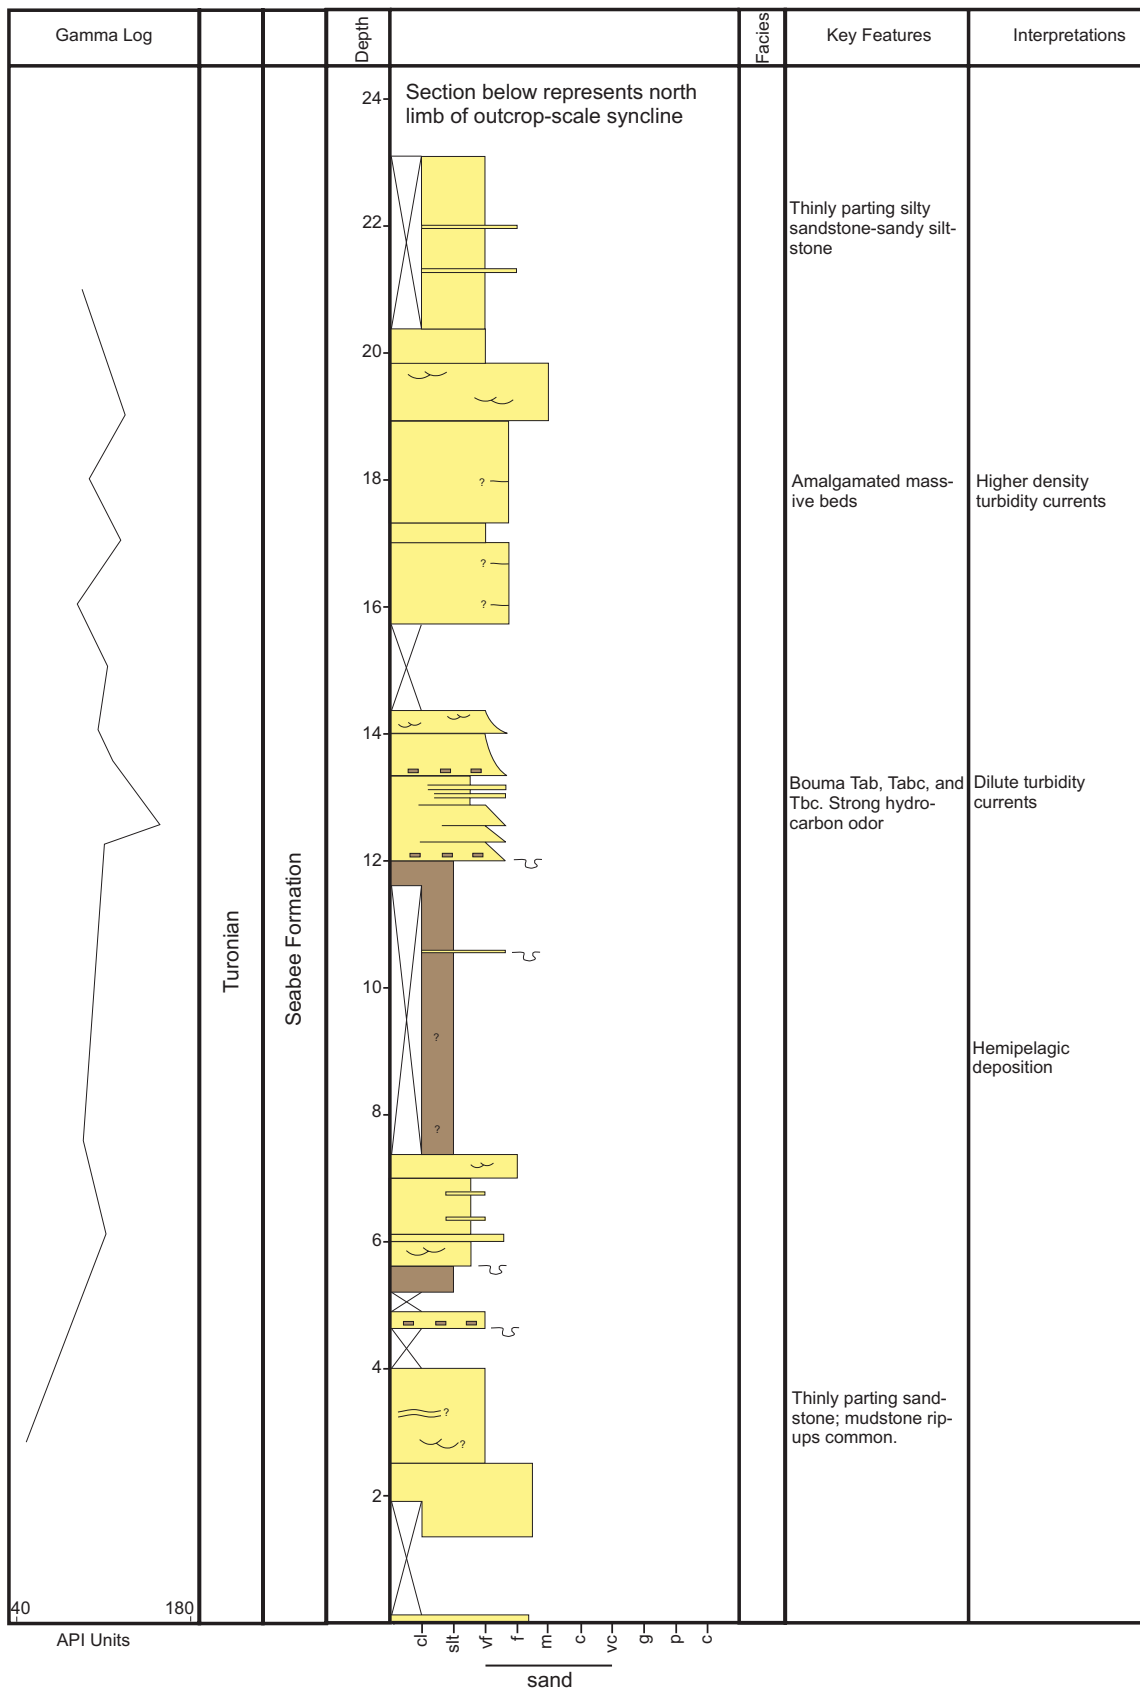 Gamma Log
Depth
Facies
Key Features
Interpretations
Section below represents north
limb of outcrop-scale syncline
24
22
20
18
16
14
12
10
8
6
4
2
Turonian
Seabee Formation
Thinly parting silty
sandstone-sandy silt-
stone
Amalgamated mass-
ive beds
Higher density
turbidity currents
Bouma Tab, Tabc, and
Tbc. Strong hydro-
carbon odor
Dilute turbidity
currents
Hemipelagic
deposition
Thinly parting sand-
stone; mudstone rip-
ups common.
?
?
?
?
?
?
?
40
180
API Units
cl
slt
vf
f
m
c
vc
g
p
c
sand